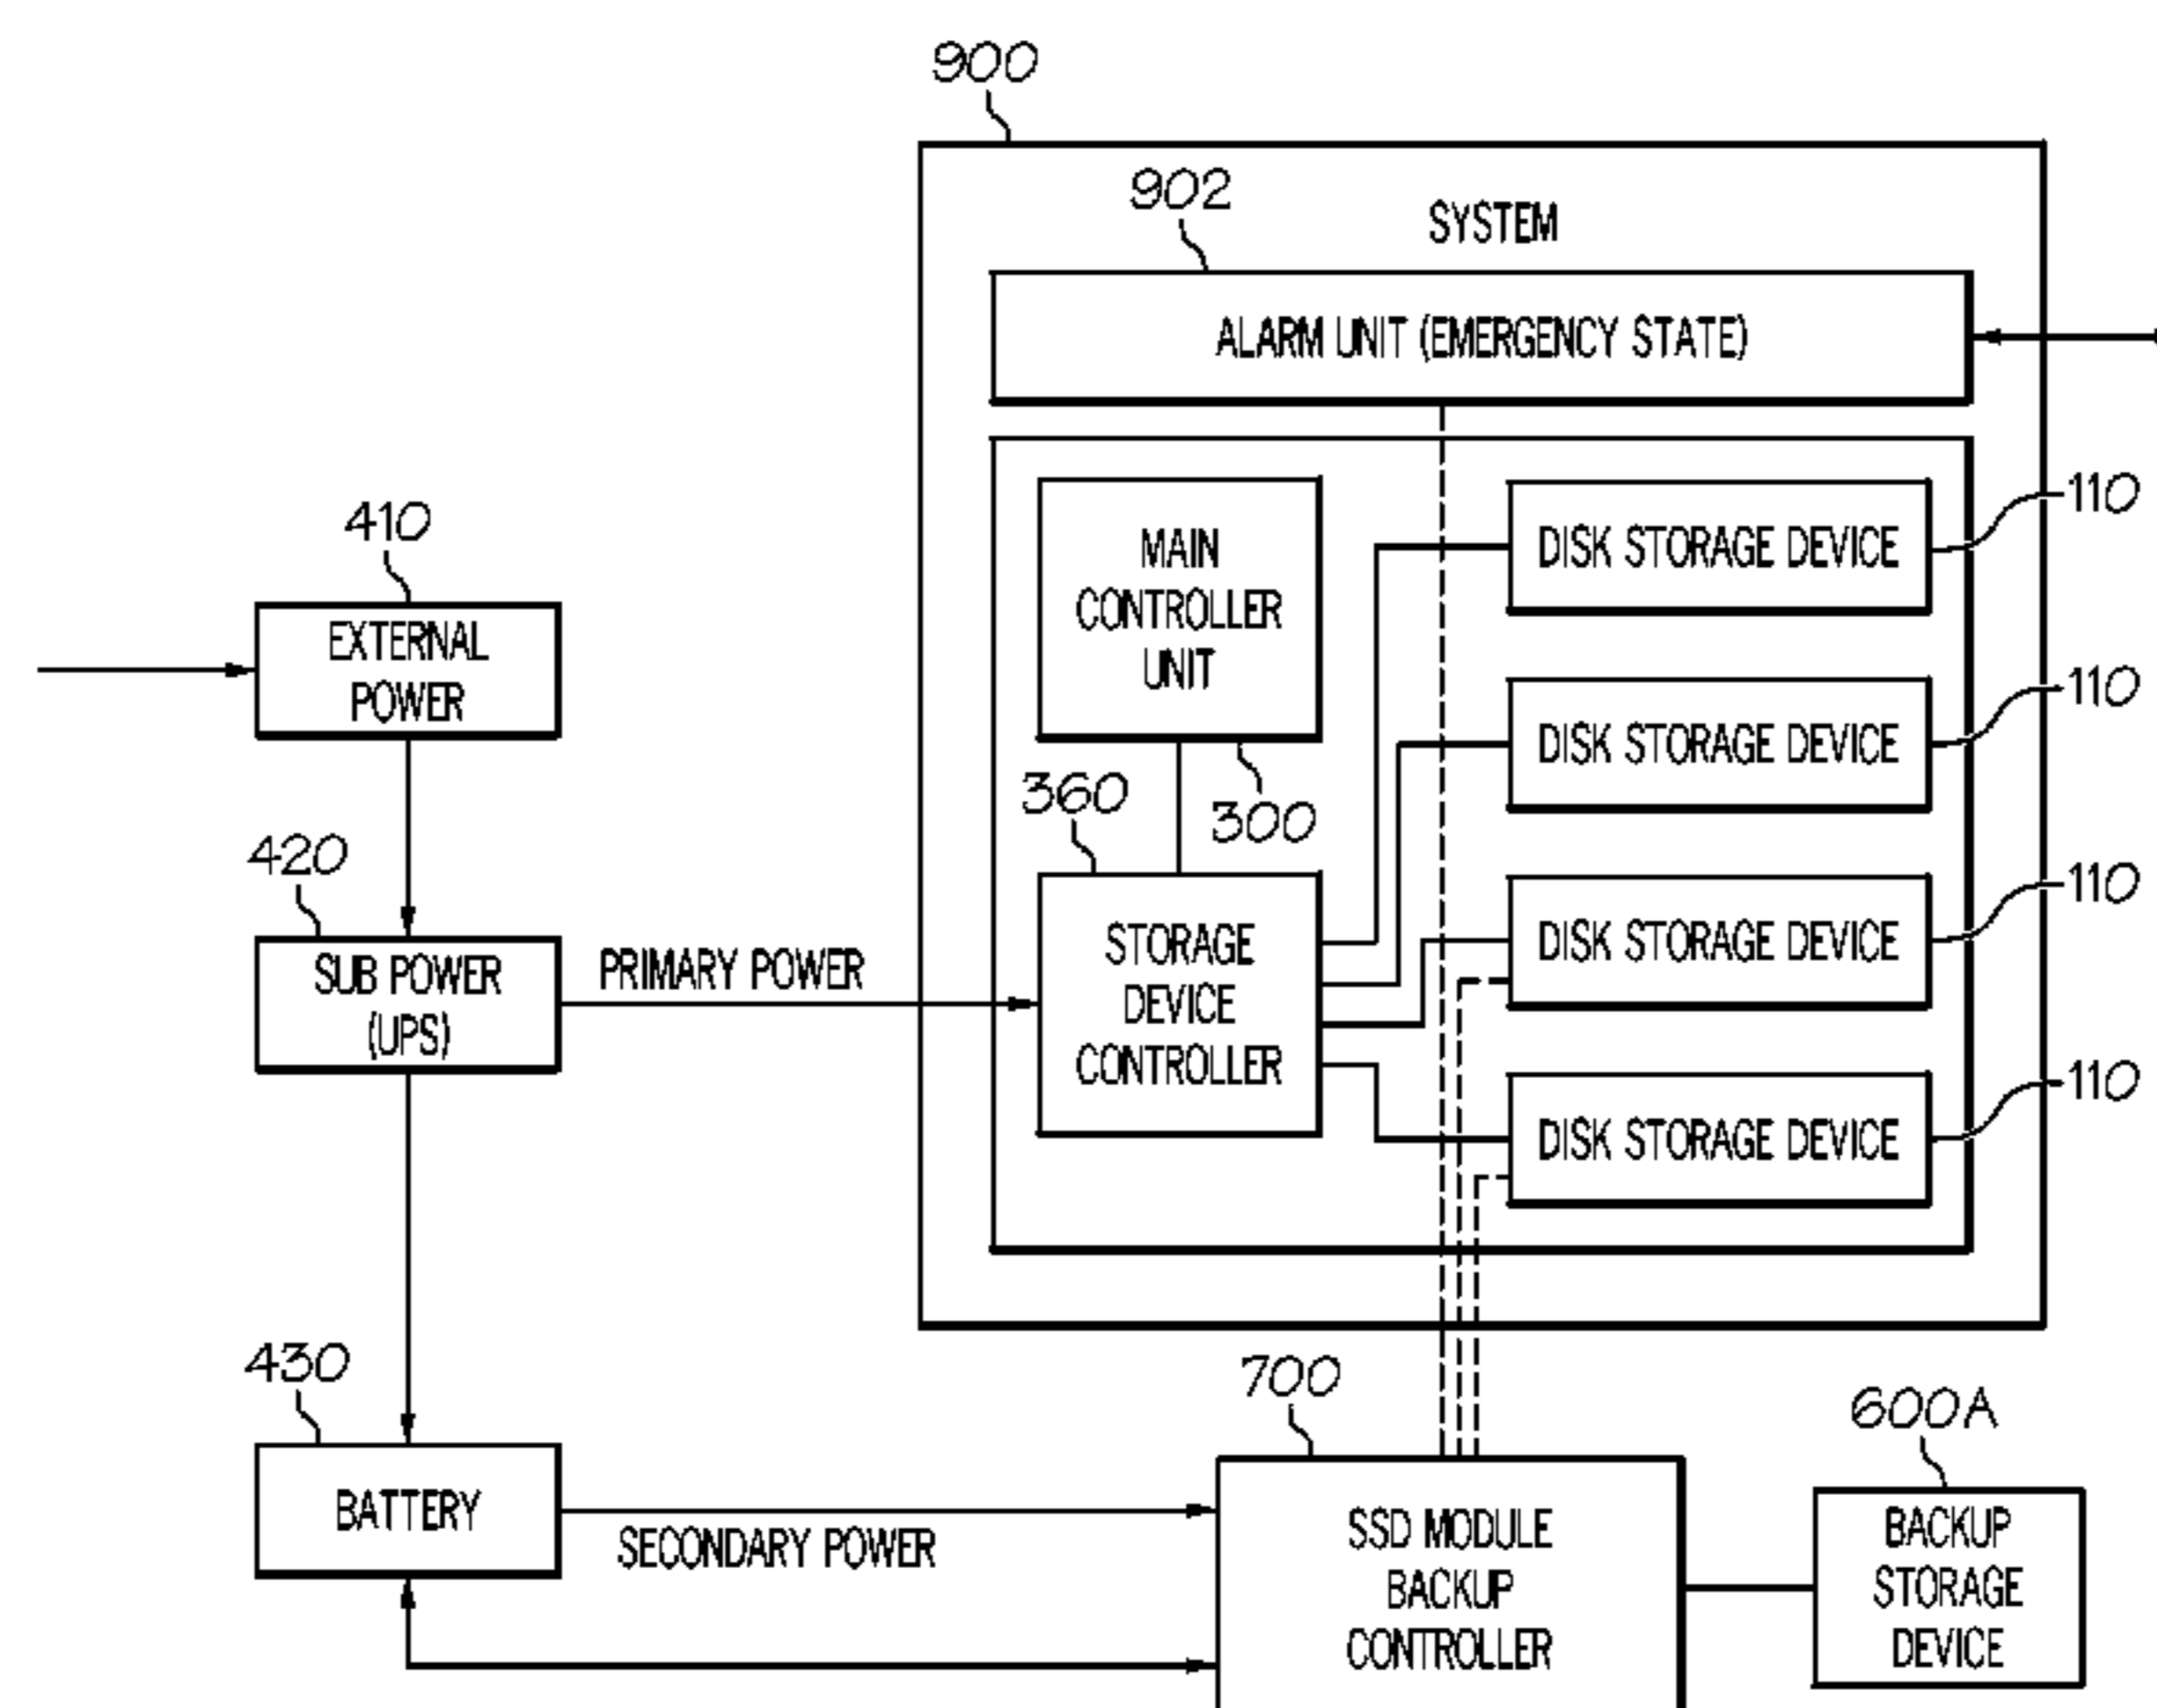 900
902
SYSTEM
ALARM UNIT (EMERGENCY STATE)
410
EXTERNAL
POWER
MAIN
CONTROLLER
UNIT
300
DISK STORAGE DEVICE
110
DISK STORAGE DEVICE
110
360
STORAGE
DEVICE
CONTROLLER
DISK STORAGE DEVICE
110
DISK STORAGE DEVICE
110
420
SUB POWER
(UPS)
PRIMARY POWER
430
BATTERY
SECONDARY POWER
700
SSD MODULE
BACKUP
CONTROLLER
600A
BACKUP
STORAGE
DEVICE